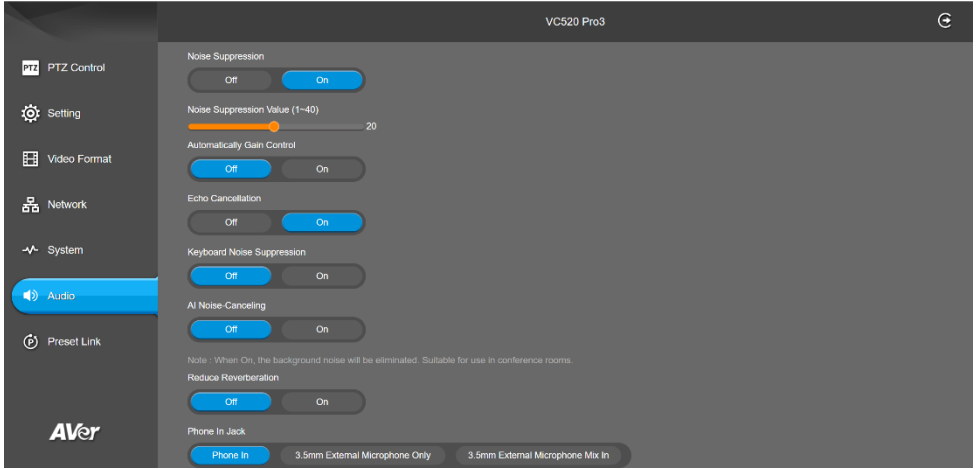 VC520 Pro3
PTZ PTZ Control
Setting
Video Format
Network
System
Audio
P Preset Link
AVer
Noise Suppression
Off On
Noise Suppression Value (1~40)
20
Automatically Gain Control
Off On
Echo Cancellation
Off On
Keyboard Noise Suppression
Off On
AI Noise-Canceling
Off On
Note : When On, the background noise will be eliminated. Sultable for use in conference rooms.
Reduce Reverberation
Off On
Phone In Jack
Phone In 3.5mm External Microphone Only 3.5mm External Microphone Mix In